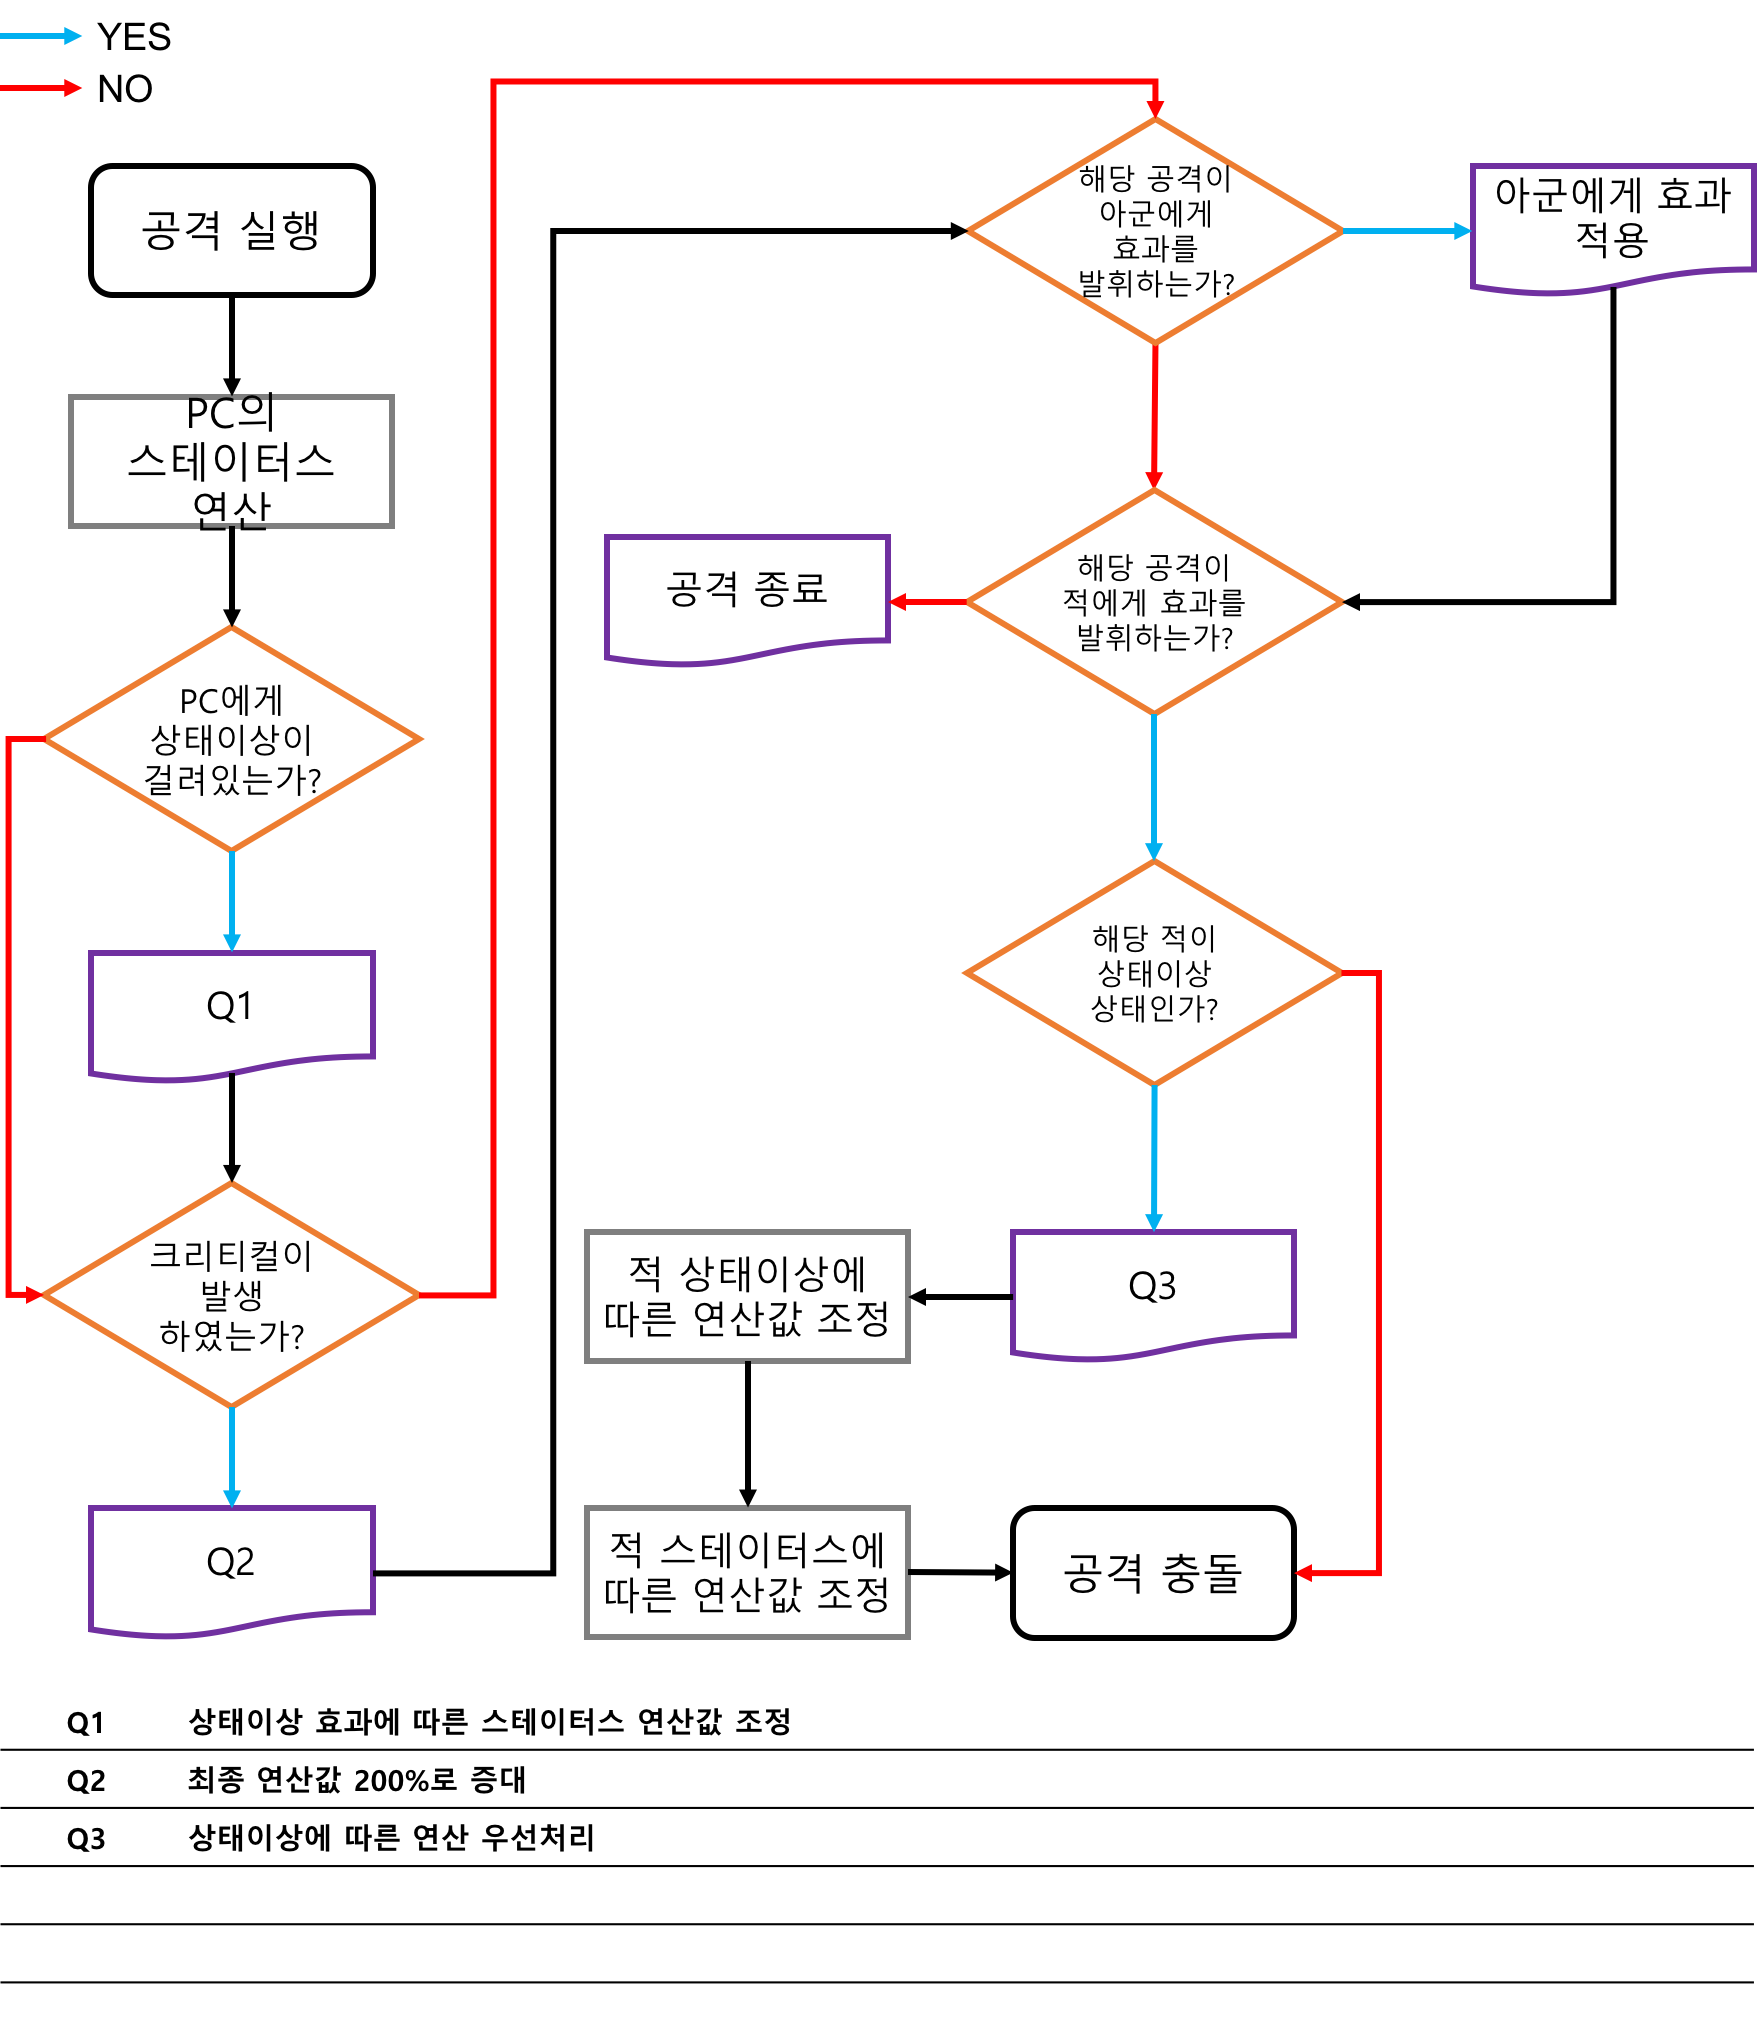 YES
NO
공격 실행
PC의
스테이터스
연산
PC에게
상태이상이
걸려있는가?
Q1
크리티컬이
발생
하였는가?
Q2
해당 공격이
아군에게
효과를
발휘하는가?
아군에게 효과
적용
해당 공격이
적에게 효과를
발휘하는가?
공격 종료
해당 적이
상태이상
상태인가?
Q3
적 상태이상에
따른 연산값 조정
적 스테이터스에
따른 연산값 조정
공격 충돌
Q1 상태이상 효과에 따른 스테이터스 연산값 조정
Q2 최종 연산값 200%로 증대
Q3 상태이상에 따른 연산 우선처리